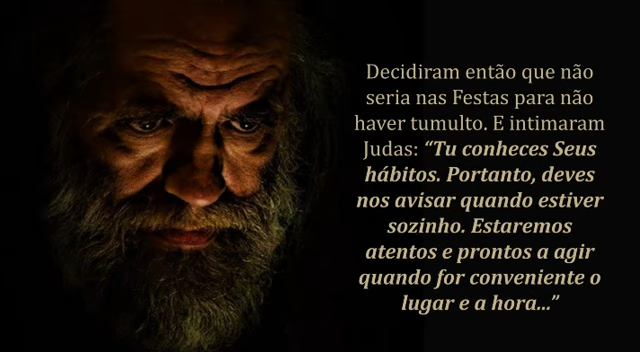 Decidiram então que não
seria nas Festas para não
haver tumulto. E intimaram
Judas: “Tu conheces Seus
hábitos. Portanto, deves
nos avisar quando estiver
sozinho. Estaremos
atentos e prontos a agir
quando for conveniente o
lugar e a hora...”